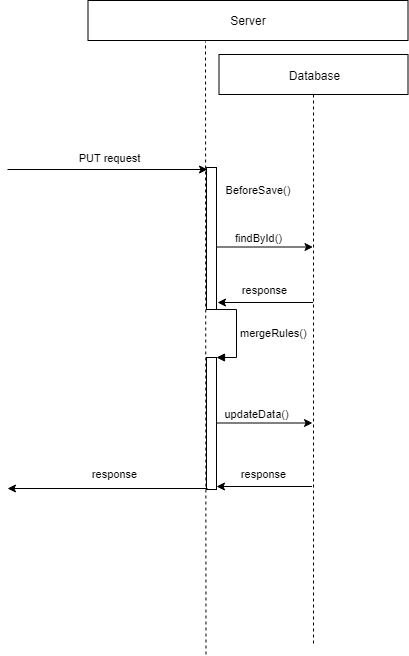 Server
Database
PUT request
BeforeSave()
findById()
response
mergeRules()
updateData()
response
response